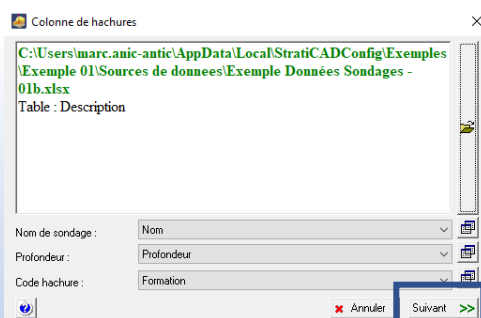 Colonne de hachures
C:\Users\marc.anic-antic\AppData\Local\StratiCADConfig\Exemples
\Exemple 01\Sources de donnees\Exemple Données Sondages -
01b.xlsx
Table : Description
Nom de sondage : Nom
Profondeur : Profondeur
Code hachure : Formation
Annuler Suivant >>